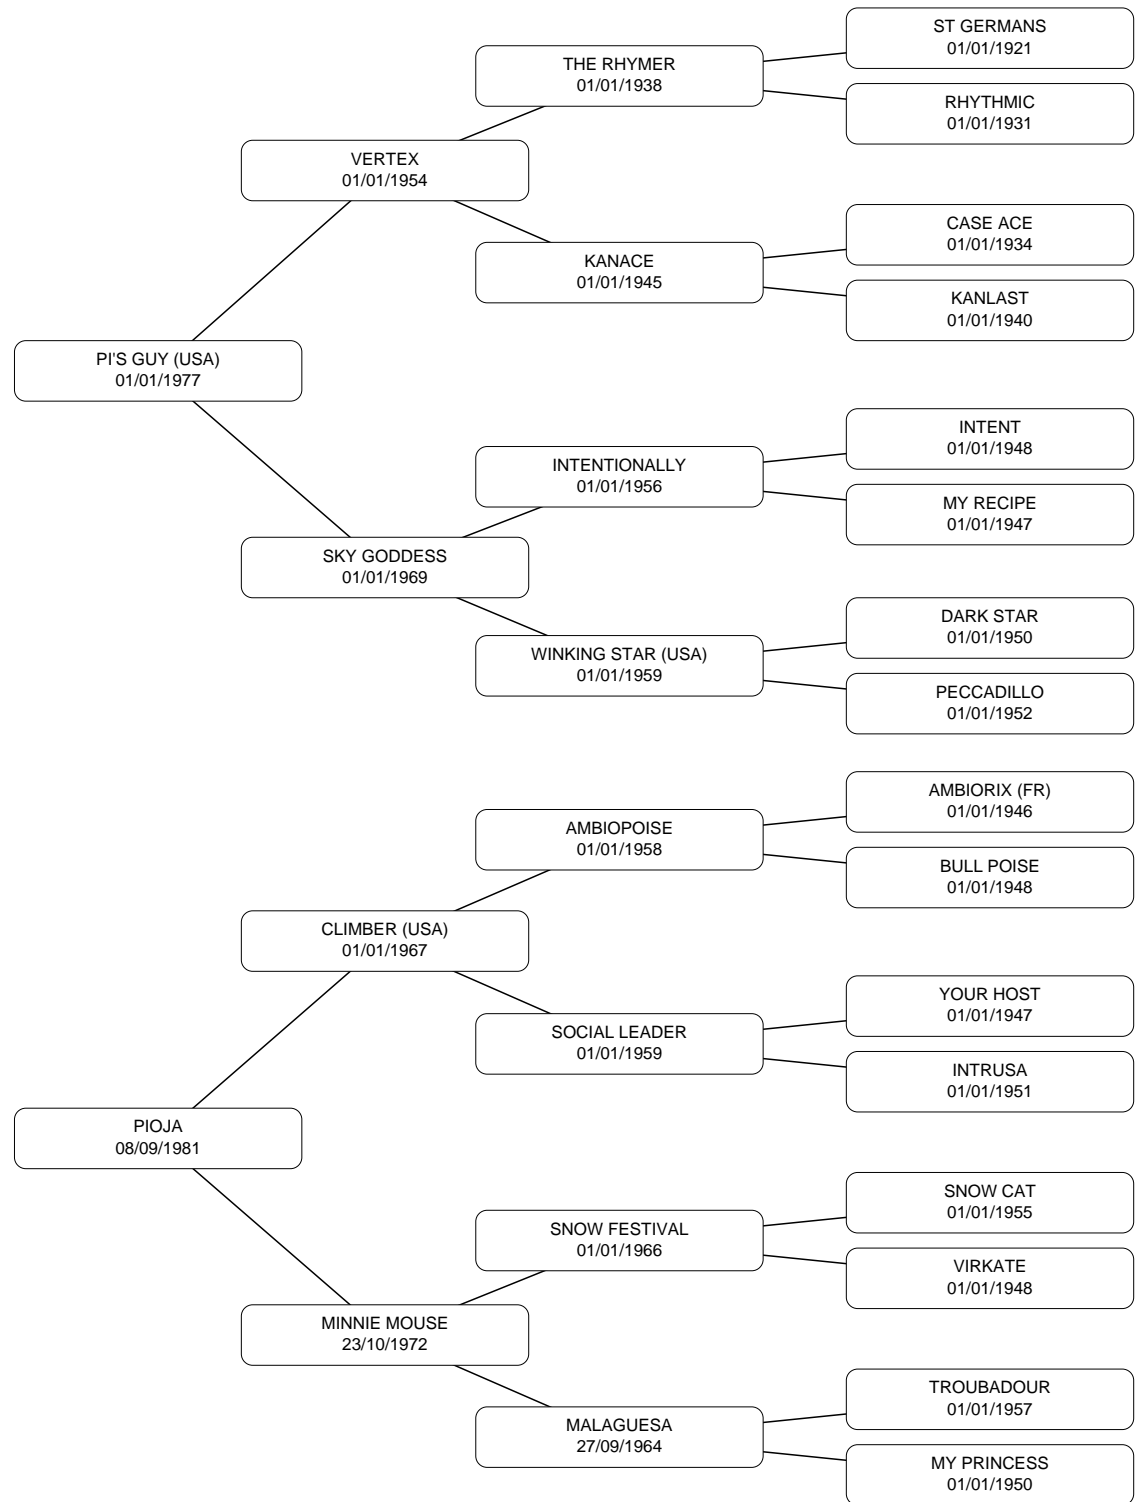 ST GERMANS
01/01/1921
THE RHYMER
01/01/1938
RHYTHMIC
01/01/1931
VERTEX
01/01/1954
CASE ACE
01/01/1934
KANACE
01/01/1945
KANLAST
01/01/1940
PI'S GUY (USA)
01/01/1977
INTENT
01/01/1948
INTENTIONALLY
01/01/1956
MY RECIPE
01/01/1947
SKY GODDESS
01/01/1969
DARK STAR
01/01/1950
WINKING STAR (USA)
01/01/1959
PECCADILLO
01/01/1952
AMBIORIX (FR)
01/01/1946
AMBIOPOISE
01/01/1958
BULL POISE
01/01/1948
CLIMBER (USA)
01/01/1967
YOUR HOST
01/01/1947
SOCIAL LEADER
01/01/1959
INTRUSA
01/01/1951
PIOJA
08/09/1981
SNOW CAT
01/01/1955
SNOW FESTIVAL
01/01/1966
VIRKATE
01/01/1948
MINNIE MOUSE
23/10/1972
TROUBADOUR
01/01/1957
MALAGUESA
27/09/1964
MY PRINCESS
01/01/1950